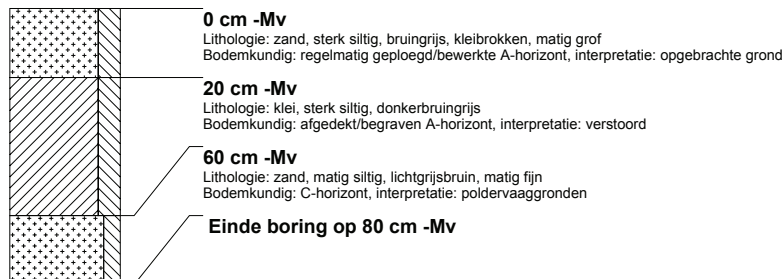 0 cm -Mv
Lithologie: zand, sterk siltig, bruingrijs, kleibrokken, matig grof
Bodemkundig: regelmatig geploegd/bewerkte A-horizont, interpretatie: opgebrachte grond
20 cm -Mv
Lithologie: klei, sterk siltig, donkerbruingrijs
Bodemkundig: afgedekt/begraven A-horizont, interpretatie: verstoord
60 cm -Mv
Lithologie: zand, matig siltig, lichtgrijsbruin, matig fijn
Bodemkundig: C-horizont, interpretatie: poldervaaggronden
Einde boring op 80 cm -Mv